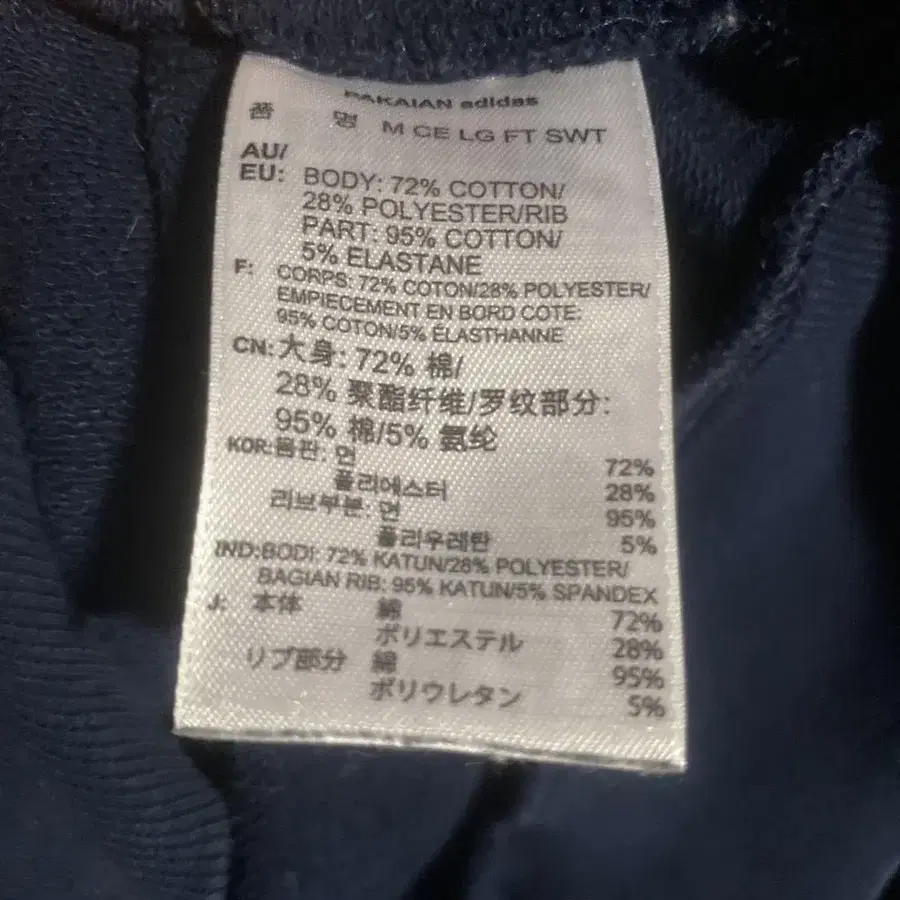 PAKAIAN adidas
품 명 M CE LG FT SWT
AU/
EU: BODY: 72% COTTON/
28% POLYESTER/RIB
PART: 95% COTTON/
5% ELASTANE
F: CORPS: 72% COTON/28% POLYESTER/
EMPIECEMENT EN BORD COTE:
95% COTON/5% ÉLASTHANNE
CN: 大身: 72% 棉/
28% 聚酯纤维/罗纹部分:
95% 棉/5% 氨纶
KOR: 몸판: 면 72%
폴리에스터 28%
리브부분: 면 95%
폴리우레탄 5%
IND: BODI: 72% KATUN/28% POLYESTER/
BAGIAN RIB: 95% KATUN/5% SPANDEX
J: 本体 綿 72%
ポリエステル 28%
リブ部分 綿 95%
ポリウレタン 5%